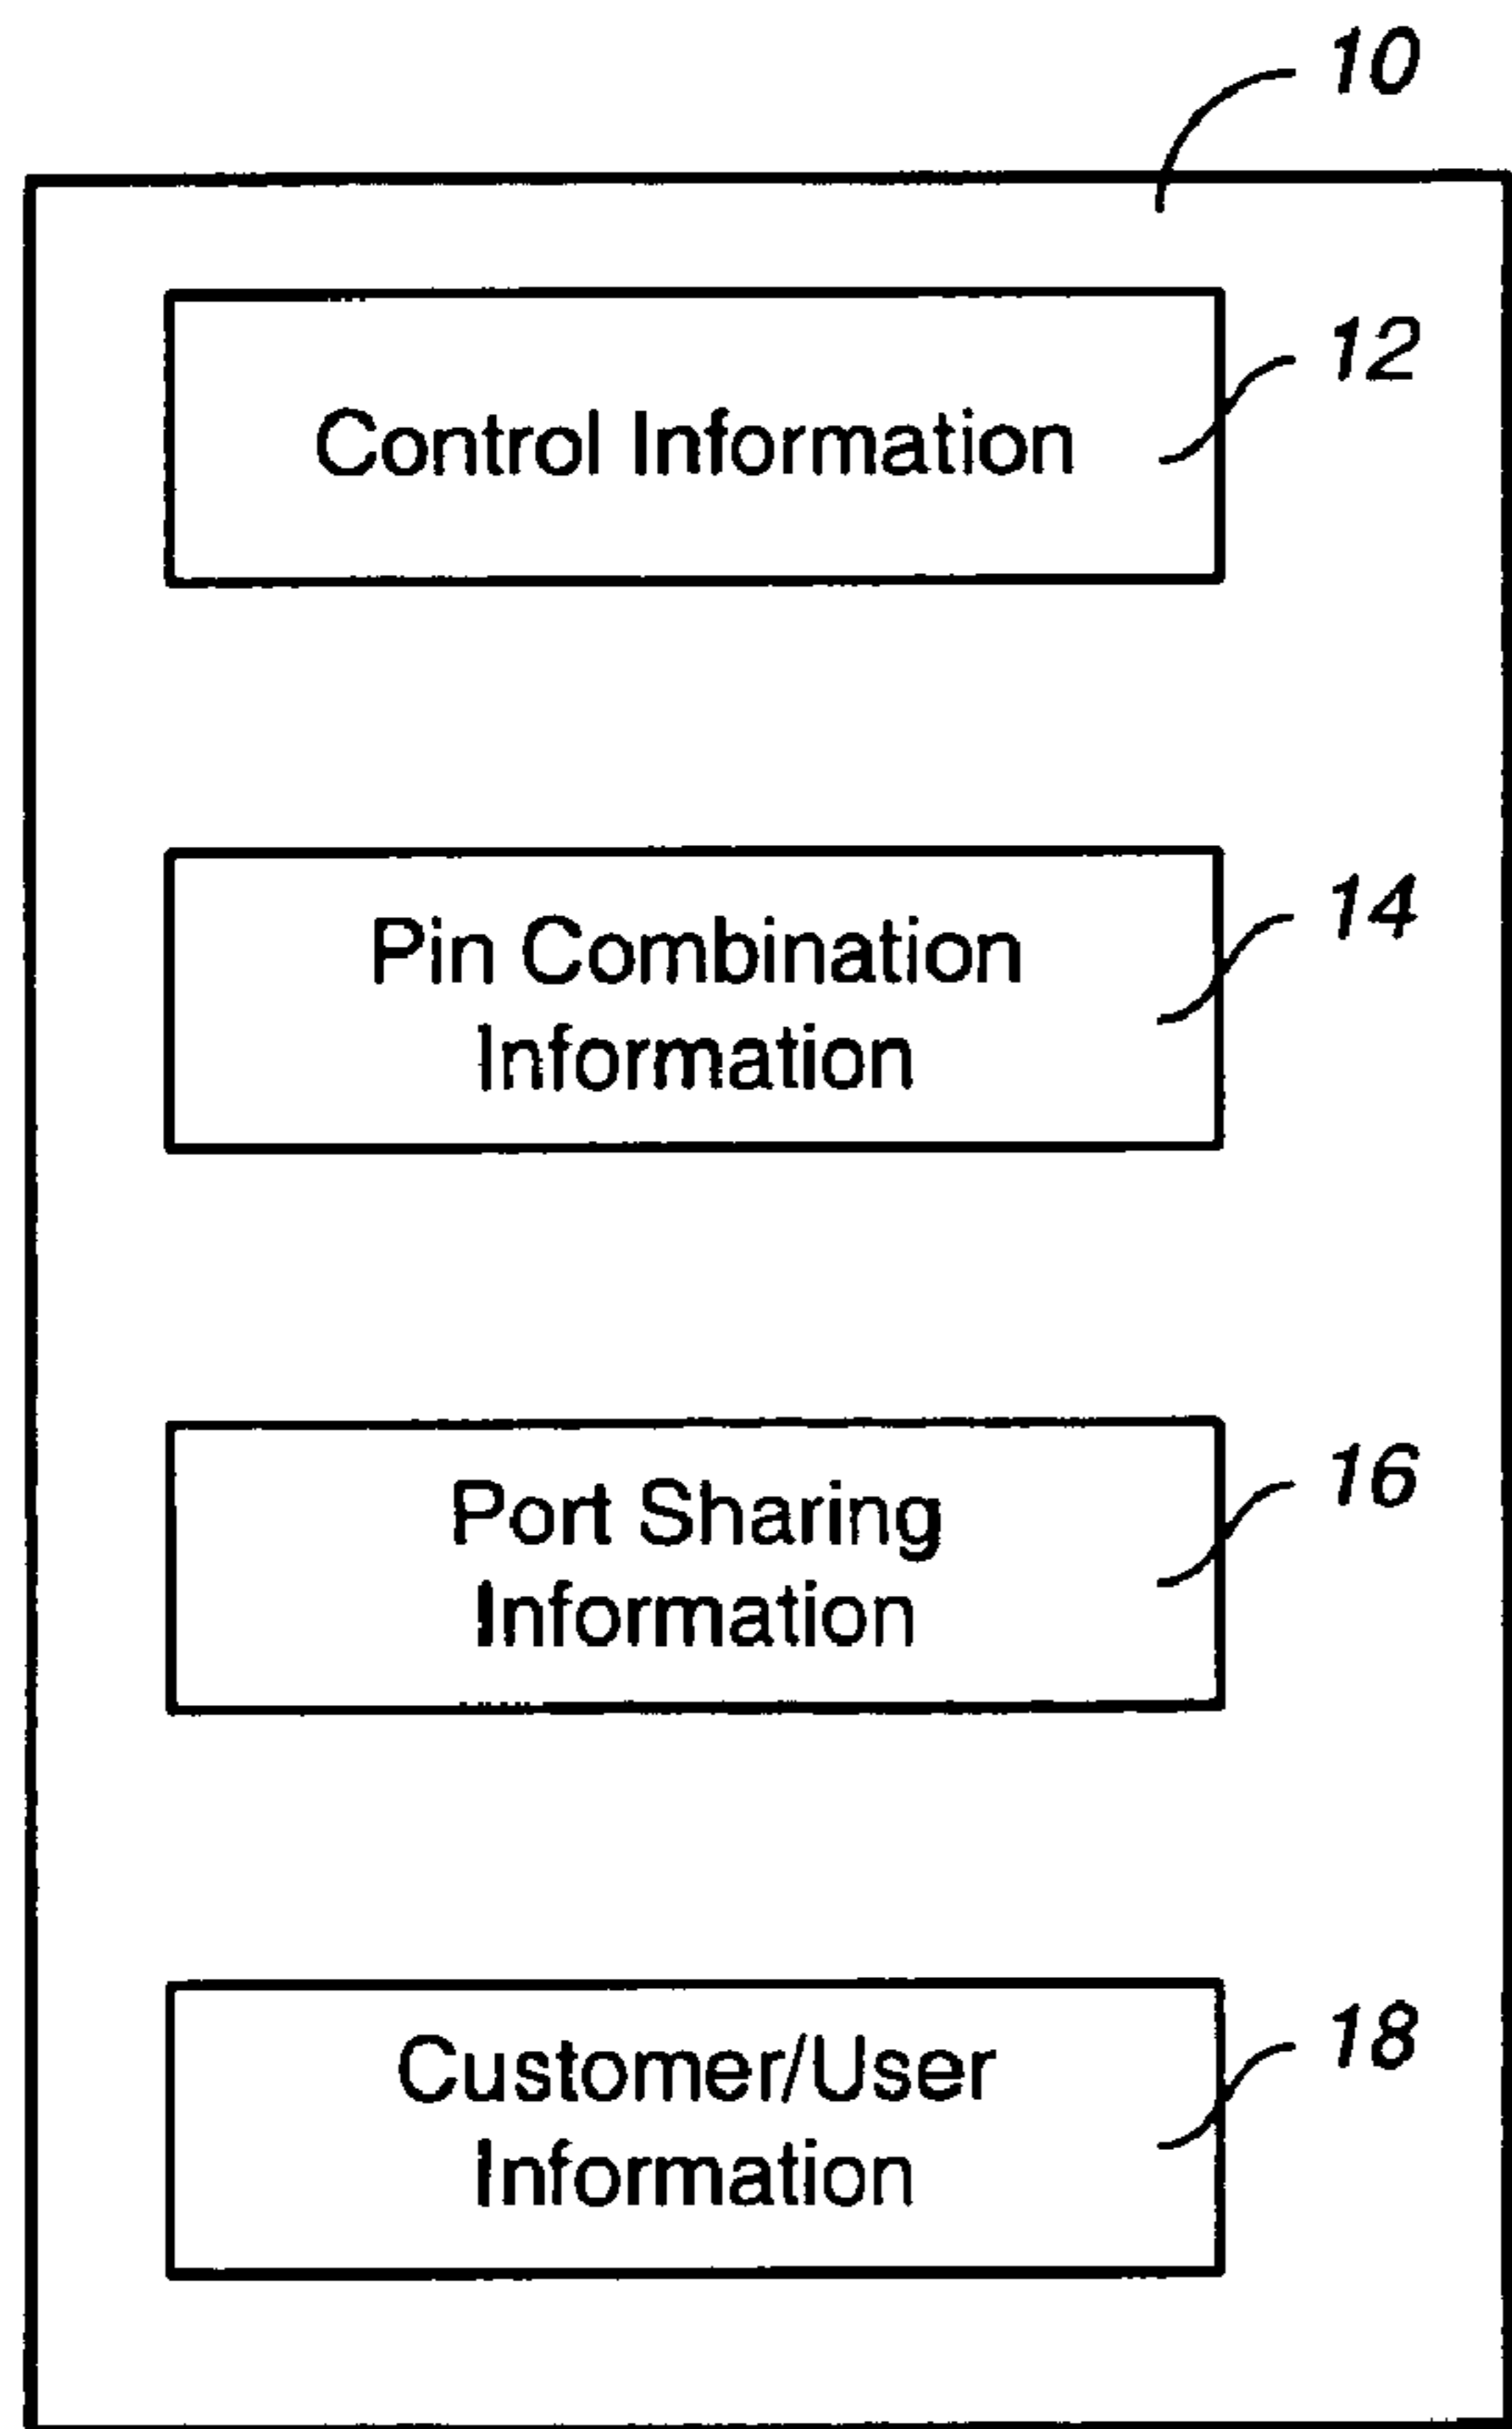 10
12
Control Information
14
Pin Combination
Information
16
Port Sharing
Information
18
Customer/User
Information